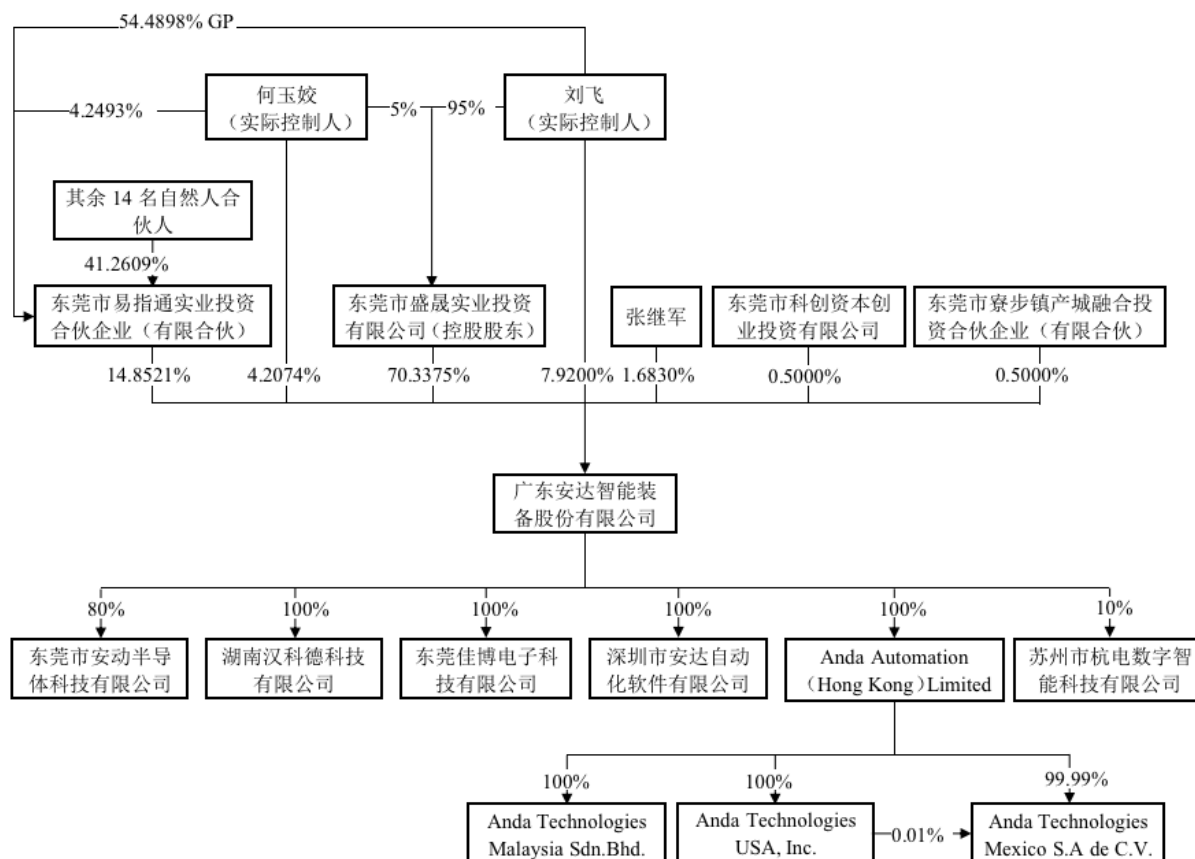 54.4898% GP
何玉姣
（实际控制人）
刘飞
（实际控制人）
4.2493%
5%
95%
其余 14 名自然人合
伙人
41.2609%
东莞市易指通实业投资
合伙企业（有限合伙）
东莞市盛晟实业投资
有限公司（控股股东）
张继军
东莞市科创资本创
业投资有限公司
东莞市寮步镇产城融合投
资合伙企业（有限合伙）
14.8521%
4.2074%
70.3375%
7.9200%
1.6830%
0.5000%
0.5000%
广东安达智能装
备股份有限公司
80%
100%
100%
100%
100%
10%
东莞市安动半导
体科技有限公司
湖南汉科德科技
有限公司
东莞佳博电子科
技有限公司
深圳市安达自动
化软件有限公司
Anda Automation
（Hong Kong）Limited
苏州市杭电数字智
能科技有限公司
100%
100%
99.99%
Anda Technologies
Malaysia Sdn.Bhd.
Anda Technologies
USA, Inc.
0.01%
Anda Technologies
Mexico S.A de C.V.